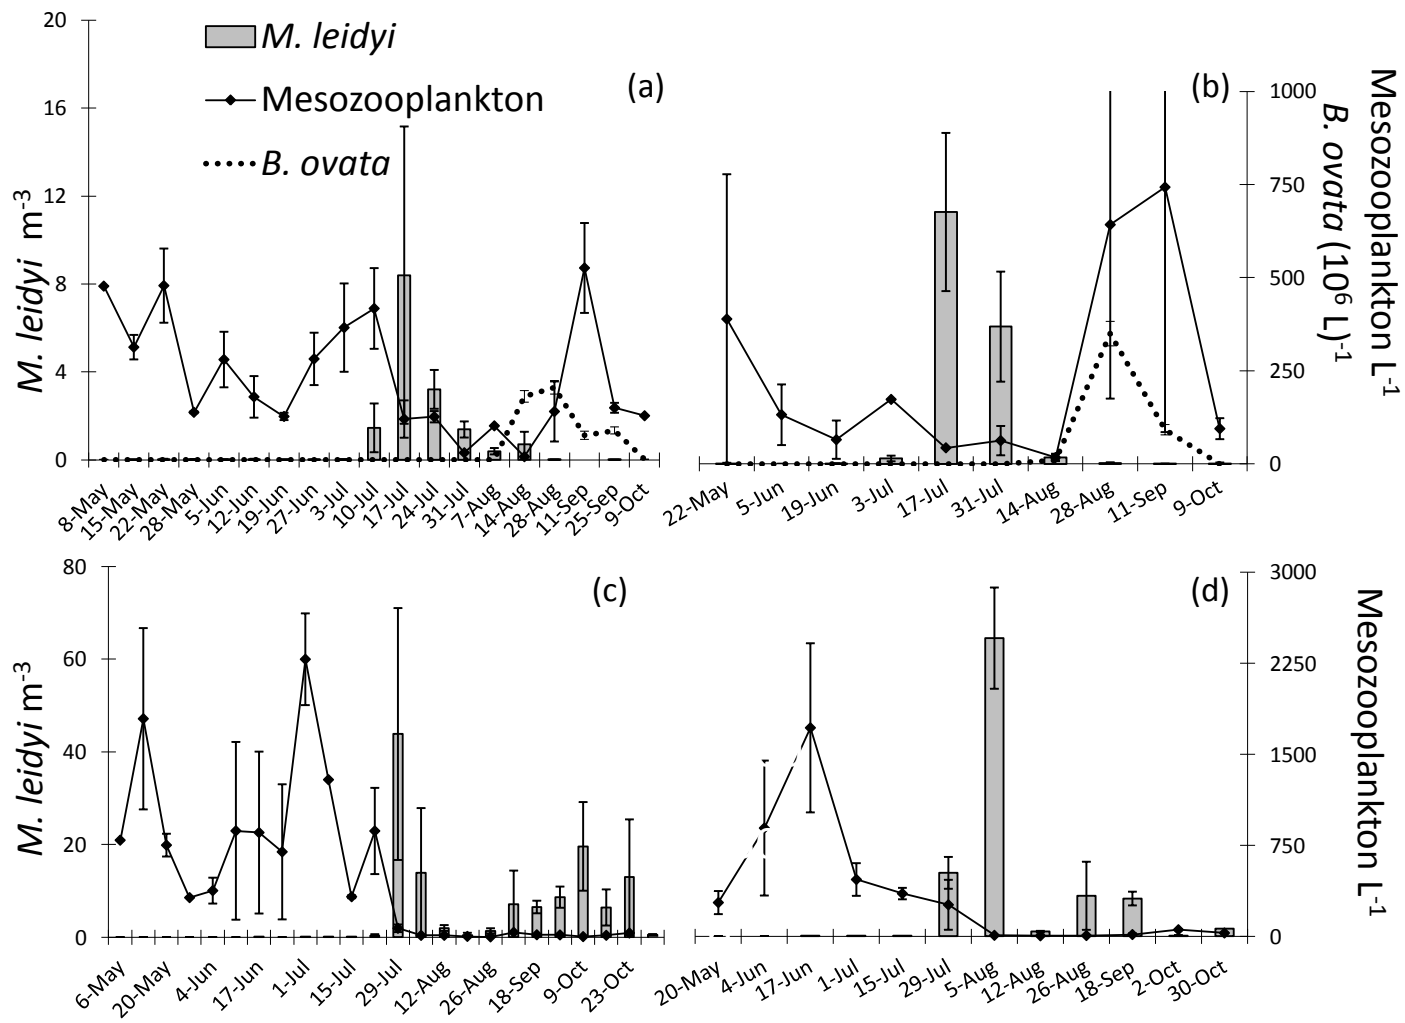 M. leidyi
Mesozooplankton
B. ovata
(a)
20
16
12
8
4
0
M. leidyi m-3
8-May
15-May
22-May
28-May
5-Jun
12-Jun
19-Jun
27-Jun
3-Jul
10-Jul
17-Jul
24-Jul
31-Jul
7-Aug
14-Aug
28-Aug
11-Sep
25-Sep
9-Oct
(b)
1000
750
500
250
0
Mesozooplankton L-1
B. ovata (10^6 L)-1
22-May
5-Jun
19-Jun
3-Jul
17-Jul
31-Jul
14-Aug
28-Aug
11-Sep
9-Oct
(c)
80
60
40
20
0
M. leidyi m-3
6-May
20-May
4-Jun
17-Jun
1-Jul
15-Jul
29-Jul
12-Aug
26-Aug
18-Sep
9-Oct
23-Oct
(d)
3000
2250
1500
750
0
Mesozooplankton L-1
20-May
4-Jun
17-Jun
1-Jul
15-Jul
29-Jul
5-Aug
12-Aug
26-Aug
18-Sep
2-Oct
30-Oct